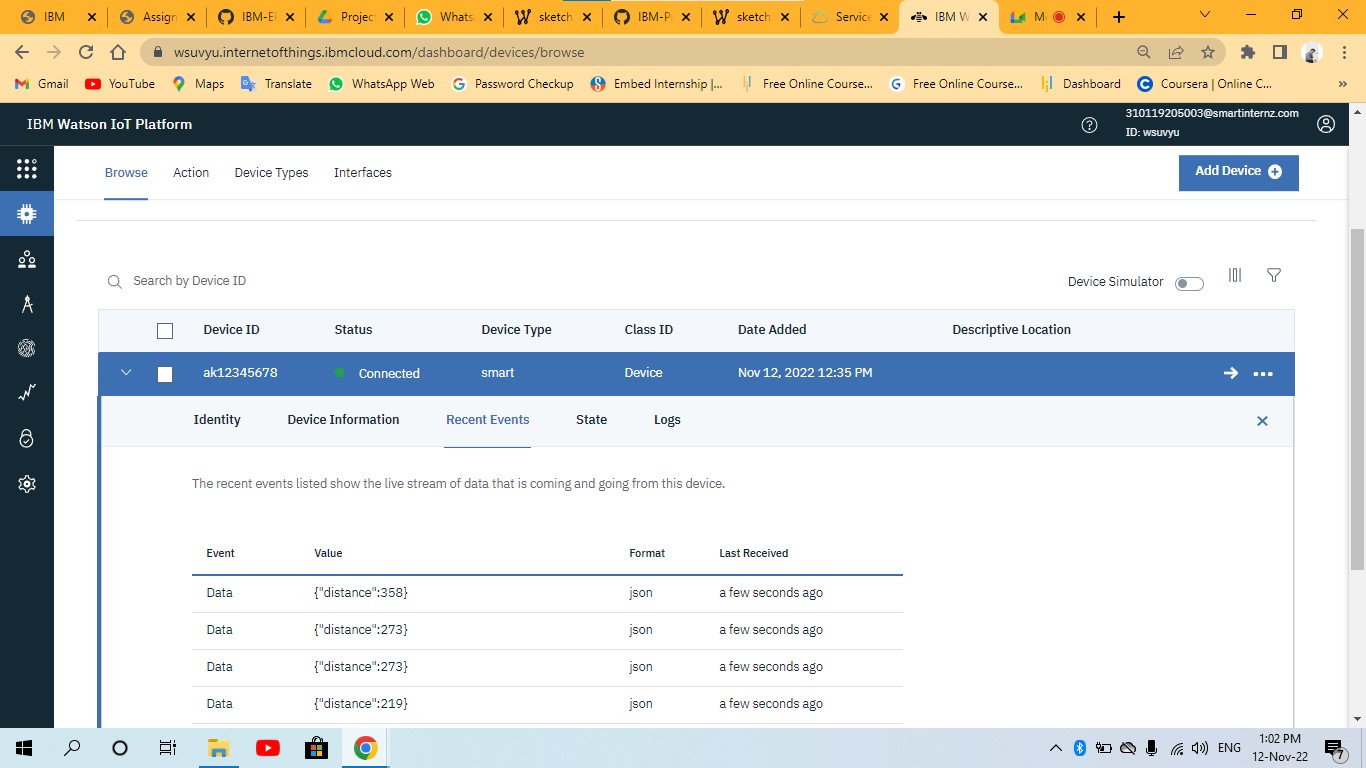 IBM Assign IBM-E Project Whats sketch IBM-P sketch Service IBM W M
wsuvyu.internetofthings.ibmcloud.com/dashboard/devices/browse
Gmail YouTube Maps Translate WhatsApp Web Password Checkup Embed Internship |... Free Online Course... Free Online Course... Dashboard Coursera | Online C... »
IBM Watson IoT Platform
310119205003@smartinternz.com
ID: wsuvyu
Browse Action Device Types Interfaces Add Device
Search by Device ID Device Simulator
Device ID Status Device Type Class ID Date Added Descriptive Location
ak12345678 Connected smart Device Nov 12, 2022 12:35 PM
Identity Device Information Recent Events State Logs
The recent events listed show the live stream of data that is coming and going from this device.
Event Value Format Last Received
Data {"distance":358} json a few seconds ago
Data {"distance":273} json a few seconds ago
Data {"distance":273} json a few seconds ago
Data {"distance":219} json a few seconds ago
ENG
1:02 PM
12-Nov-22
7